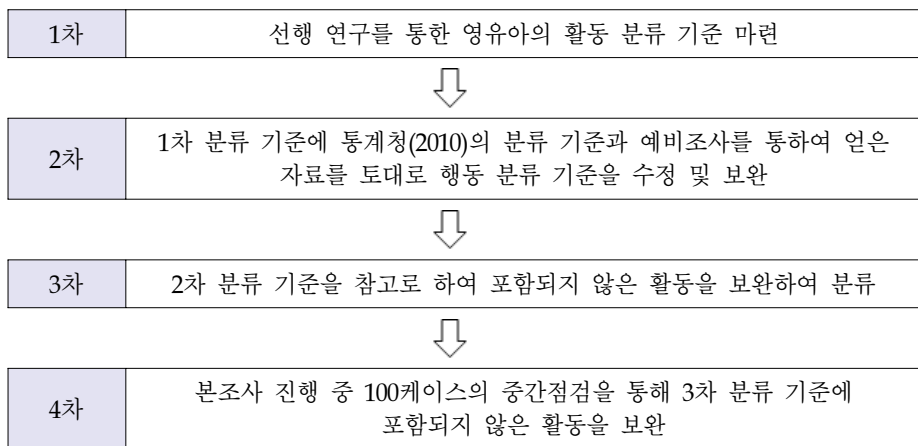 1차
선행 연구를 통한 영유아의 활동 분류 기준 마련
2차
1차 분류 기준에 통계청(2010)의 분류 기준과 예비조사를 통하여 얻은
자료를 토대로 행동 분류 기준을 수정 및 보완
3차
2차 분류 기준을 참고로 하여 포함되지 않은 활동을 보완하여 분류
4차
본조사 진행 중 100케이스의 중간점검을 통해 3차 분류 기준에
포함되지 않은 활동을 보완